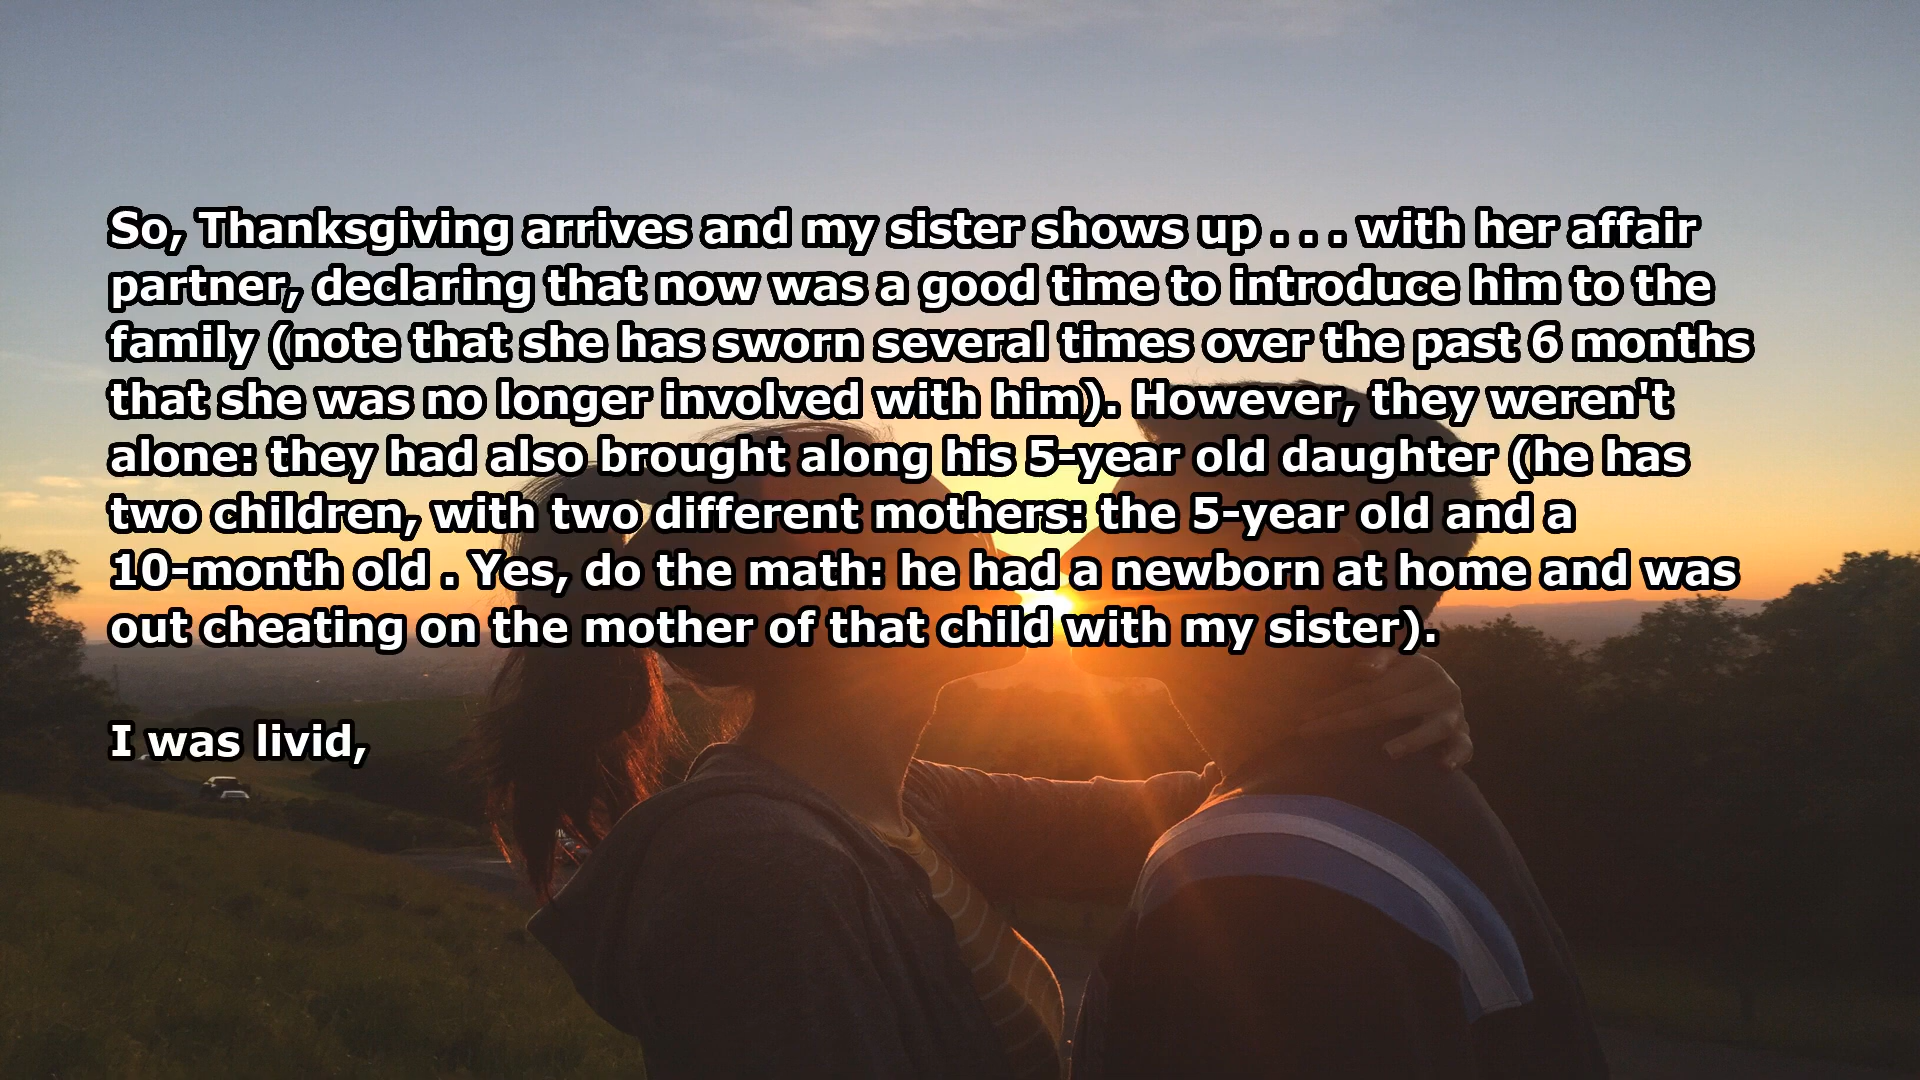 So, Thanksgiving arrives and my sister shows up . . . with her affair
partner, declaring that now was a good time to introduce him to the
family (note that she has sworn several times over the past 6 months
that she was no longer involved with him). However, they weren't
alone: they had also brought along his 5-year old daughter (he has
two children, with two different mothers: the 5-year old and a
10-month old . Yes, do the math: he had a newborn at home and was
out cheating on the mother of that child with my sister).
I was livid,